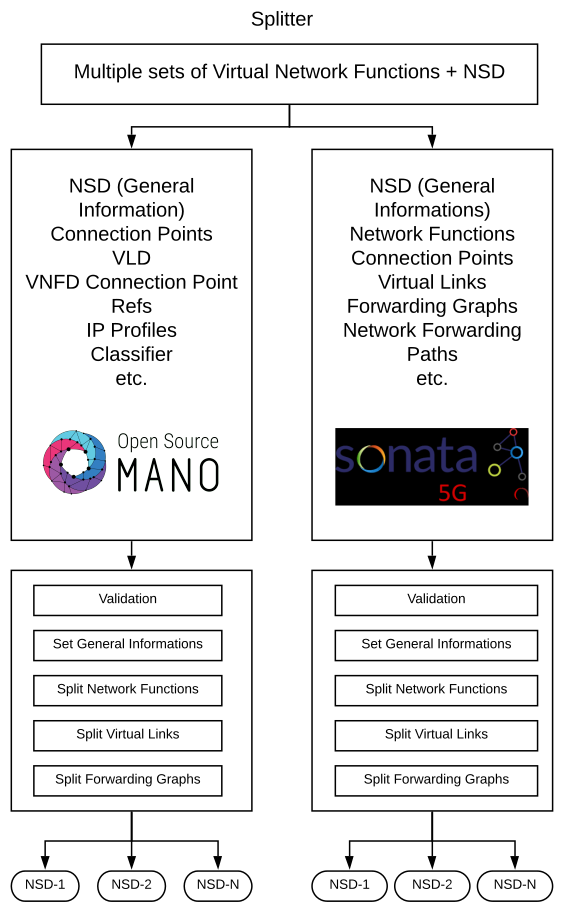 Splitter
Multiple sets of Virtual Network Functions + NSD
NSD (General
Information)
Connection Points
VLD
VNFD Connection Point
Refs
IP Profiles
Classifier
etc.
Open Source
MANO
NSD (General
Informations)
Network Functions
Connection Points
Virtual Links
Forwarding Graphs
Network Forwarding
Paths
etc.
sonata
5G
Validation
Set General Informations
Split Network Functions
Split Virtual Links
Split Forwarding Graphs
Validation
Set General Informations
Split Network Functions
Split Virtual Links
Split Forwarding Graphs
NSD-1
NSD-2
NSD-N
NSD-1
NSD-2
NSD-N